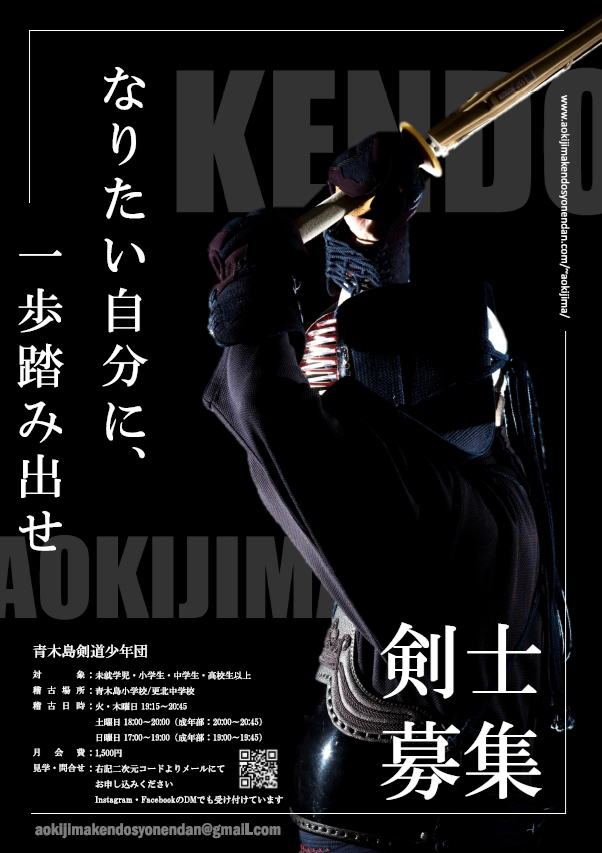 KENDO
www.aokijimakendosyonendan.com/~aokijima/
なりたい自分に、
一歩踏み出せ
AOKIJIMA
剣士
募集
青木島剣道少年団
対象：未就学児・小学生・中学生・高校生以上
稽古場所：青木島小学校/更北中学校
稽古日時：火・木曜日 19:15～20:45
土曜日 18:00～20:00（成年部：20:00～20:45）
日曜日 17:00～19:00（成年部：19:00～19:45）
月会費：1,500円
見学・問合せ：右記二次元コードよりメールにて
お申し込みください
Instagram・FacebookのDMでも受け付けています
aokijimakendosyonendan@gmail.com